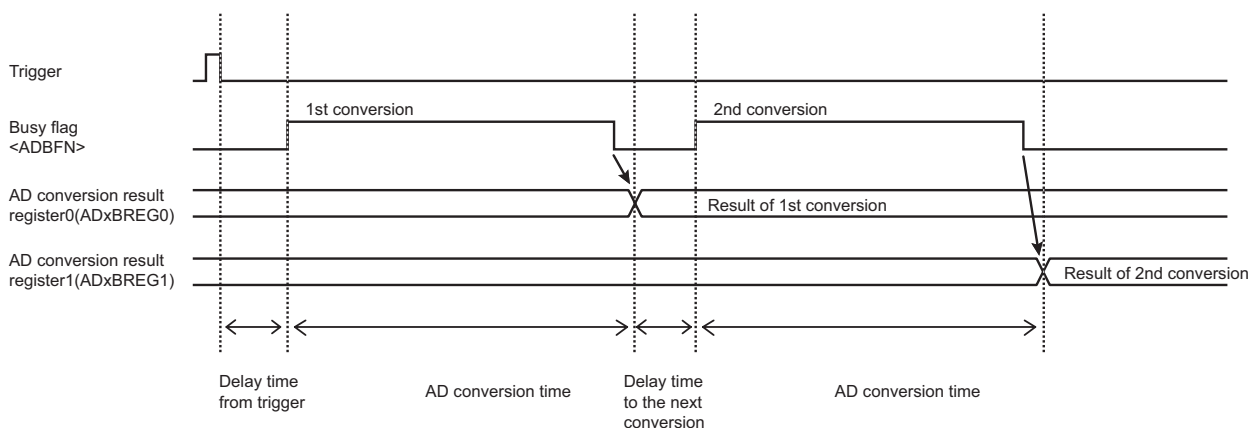 Trigger
1st conversion
2nd conversion
Busy flag
<ADBFN>
AD conversion result
register0(ADxBREG0)
Result of 1st conversion
AD conversion result
register1(ADxBREG1)
Result of 2nd conversion
Delay time
from trigger
AD conversion time
Delay time
to the next
conversion
AD conversion time